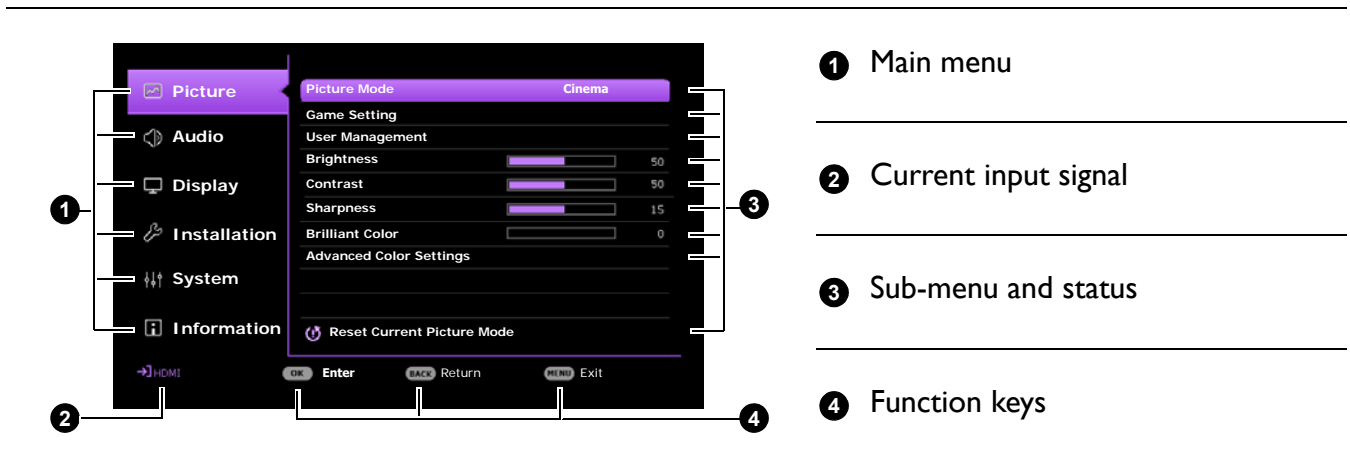 Picture
Audio
Display
Installation
System
Information
Picture Mode Cinema
Game Setting
User Management
Brightness 50
Contrast 50
Sharpness 15
Brilliant Color 0
Advanced Color Settings
Reset Current Picture Mode
HDMI
OK Enter BACK Return MENU Exit
1
2
3
4
1 Main menu
2 Current input signal
3 Sub-menu and status
4 Function keys